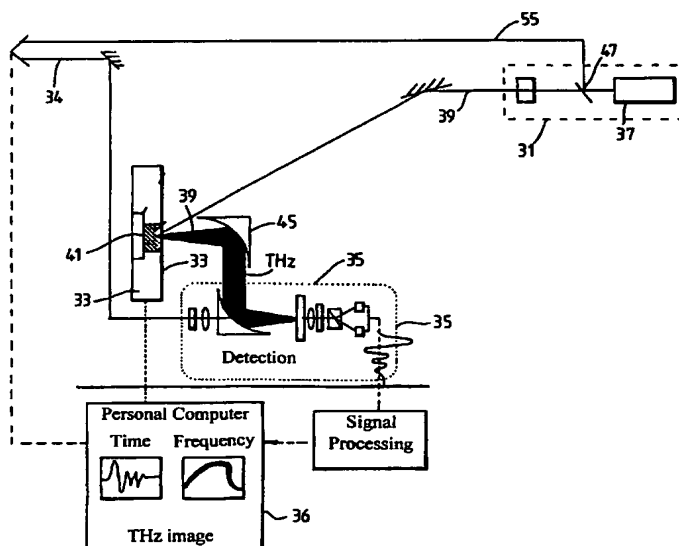 55
47
34
39
37
31
39
45
41
THz
33
35
33
35
Detection
Personal Computer
Time Frequency
Signal
Processing
36
THz image